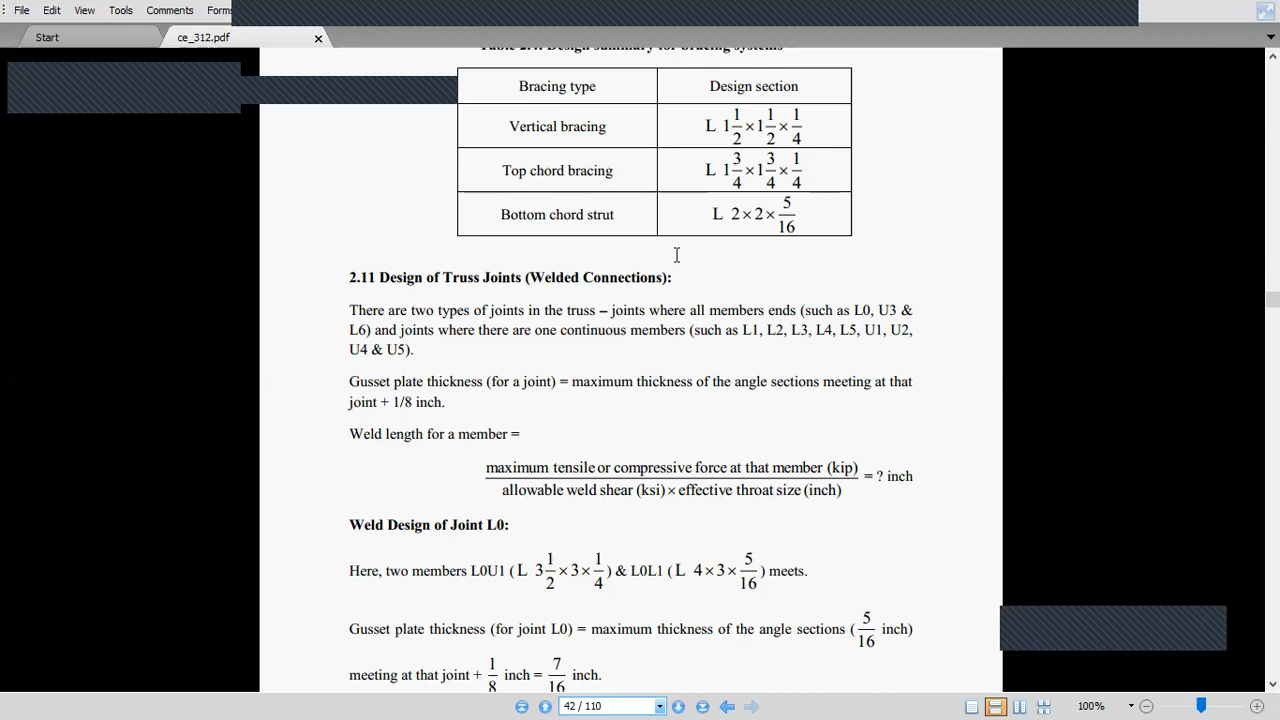 File Edit View Tools Comments Forms
Start ce_312.pdf
Table 2.4: Design summary for bracing systems
Bracing type Design section
Vertical bracing L 1 1/2 × 1 1/2 × 1/4
Top chord bracing L 1 3/4 × 1 3/4 × 1/4
Bottom chord strut L 2 × 2 × 5/16
2.11 Design of Truss Joints (Welded Connections):
There are two types of joints in the truss – joints where all members ends (such as L0, U3 &
L6) and joints where there are one continuous members (such as L1, L2, L3, L4, L5, U1, U2,
U4 & U5).
Gusset plate thickness (for a joint) = maximum thickness of the angle sections meeting at that
joint + 1/8 inch.
Weld length for a member =
maximum tensile or compressive force at that member (kip)
allowable weld shear (ksi) × effective throat size (inch) = ? inch
Weld Design of Joint L0:
Here, two members L0U1 ( L 3 1/2 × 3 × 1/4 ) & L0L1 ( L 4 × 3 × 5/16 ) meets.
Gusset plate thickness (for joint L0) = maximum thickness of the angle sections ( 5/16 inch)
meeting at that joint + 1/8 inch = 7/16 inch.
42 / 110 100%